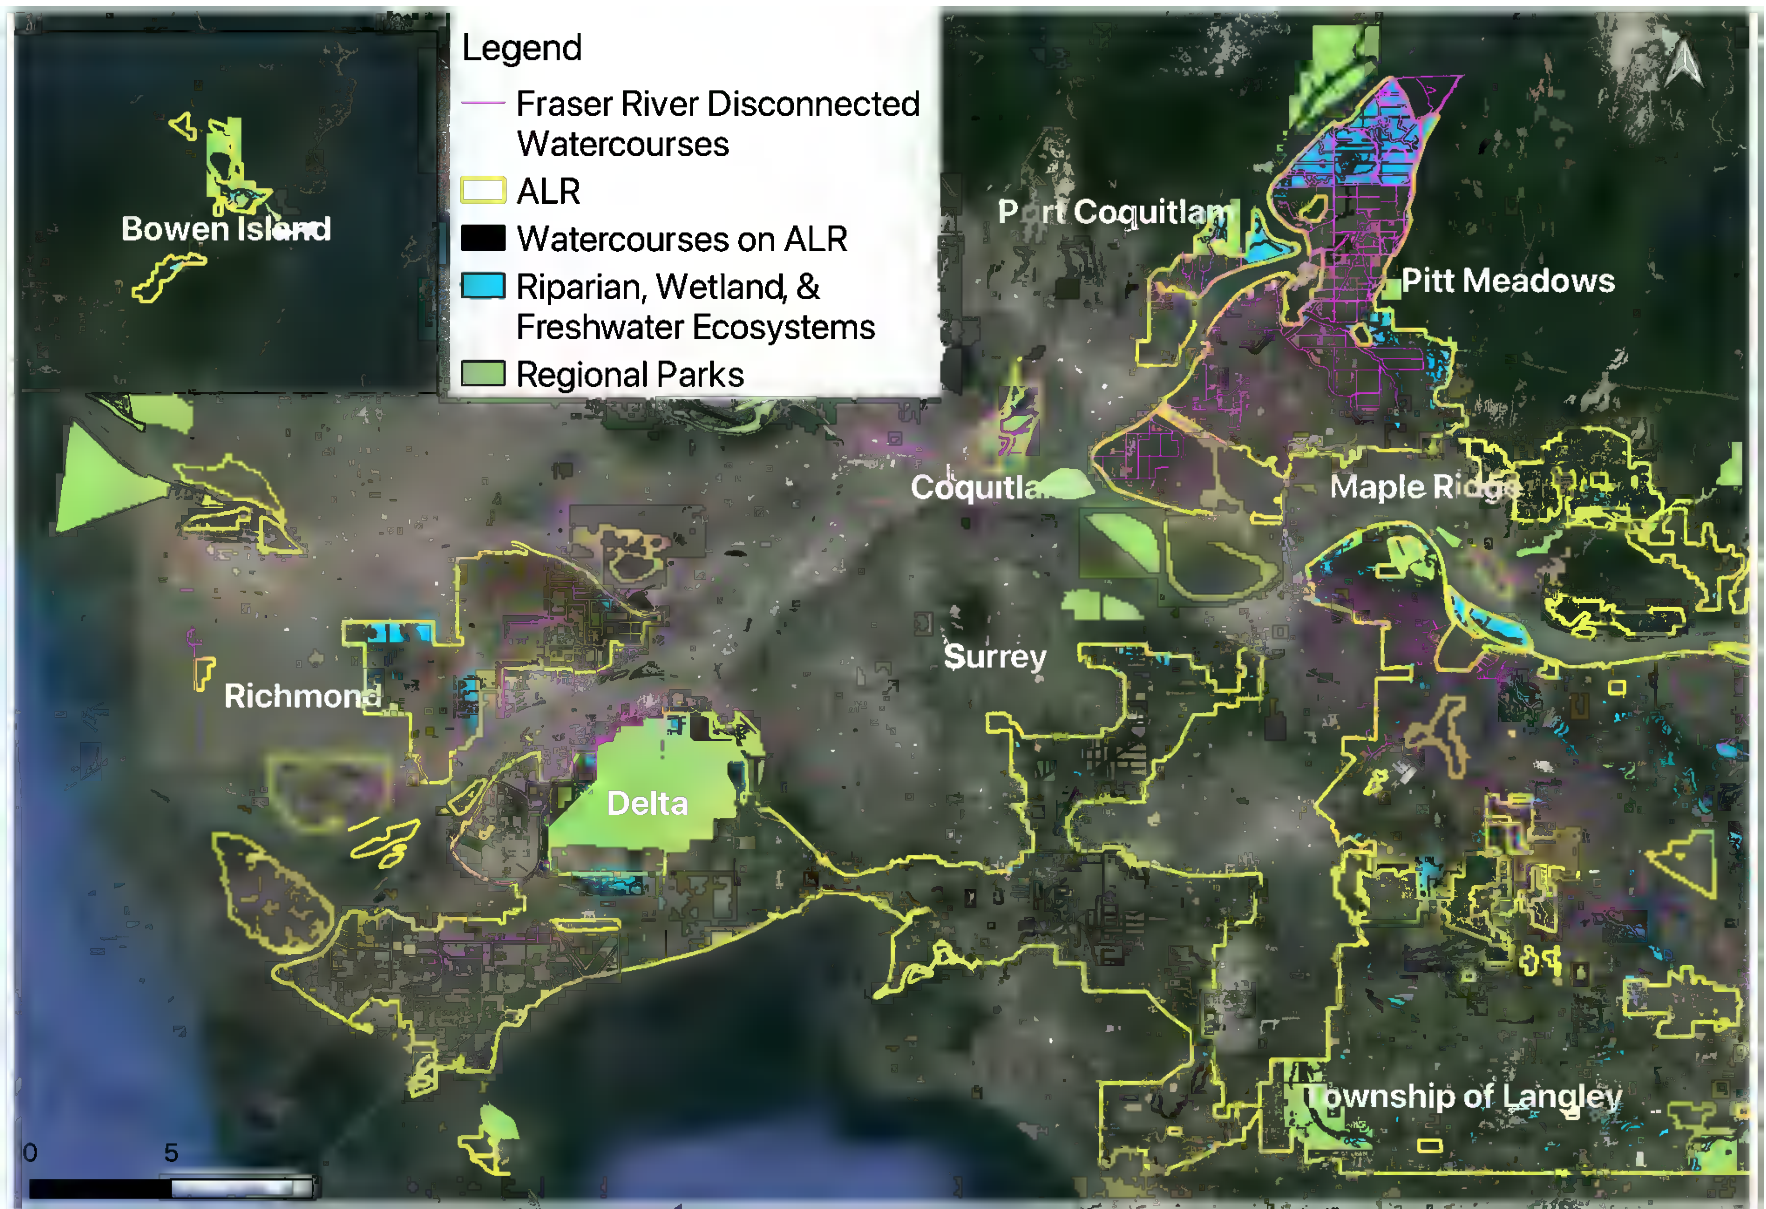 Legend
Fraser River Disconnected
Watercourses
ALR
Watercourses on ALR
Riparian, Wetland, &
Freshwater Ecosystems
Regional Parks
Bowen Island
Port Coquitlam
Pitt Meadows
Coquitla
Maple Ridge
Surrey
Richmond
Delta
Township of Langley
0 5